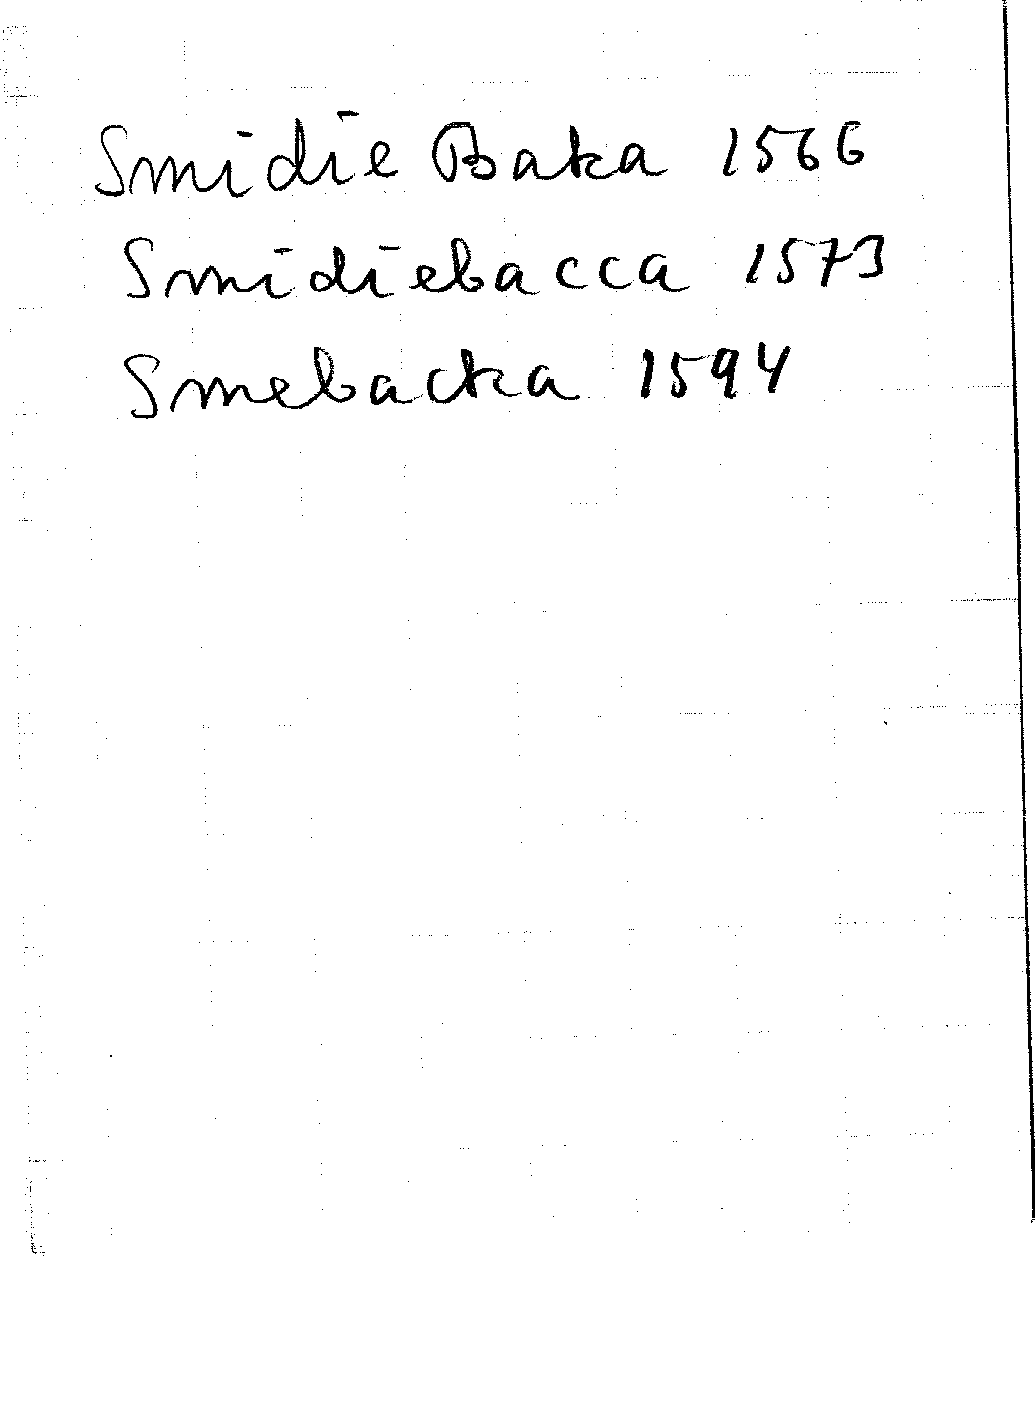 Smidie Baka 1566
Smidiebacca 1573
Smebacka 1594